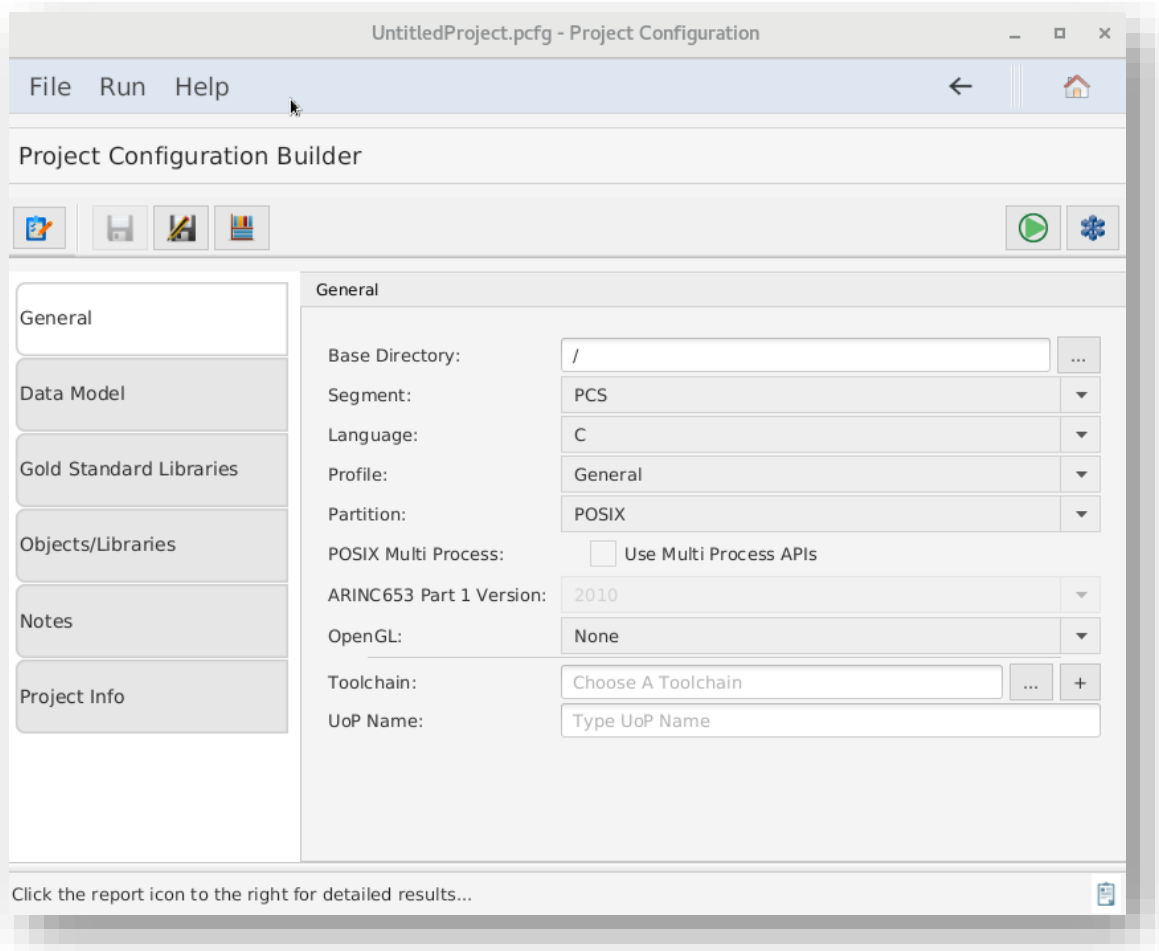 UntitledProject.pcfg - Project Configuration
File Run Help
Project Configuration Builder
General
Data Model
Gold Standard Libraries
Objects/Libraries
Notes
Project Info
General
Base Directory: / ...
Segment: PCS
Language: C
Profile: General
Partition: POSIX
POSIX Multi Process: Use Multi Process APIs
ARINC653 Part 1 Version: 2010
OpenGL: None
Toolchain: Choose A Toolchain ... +
UoP Name: Type UoP Name
Click the report icon to the right for detailed results...